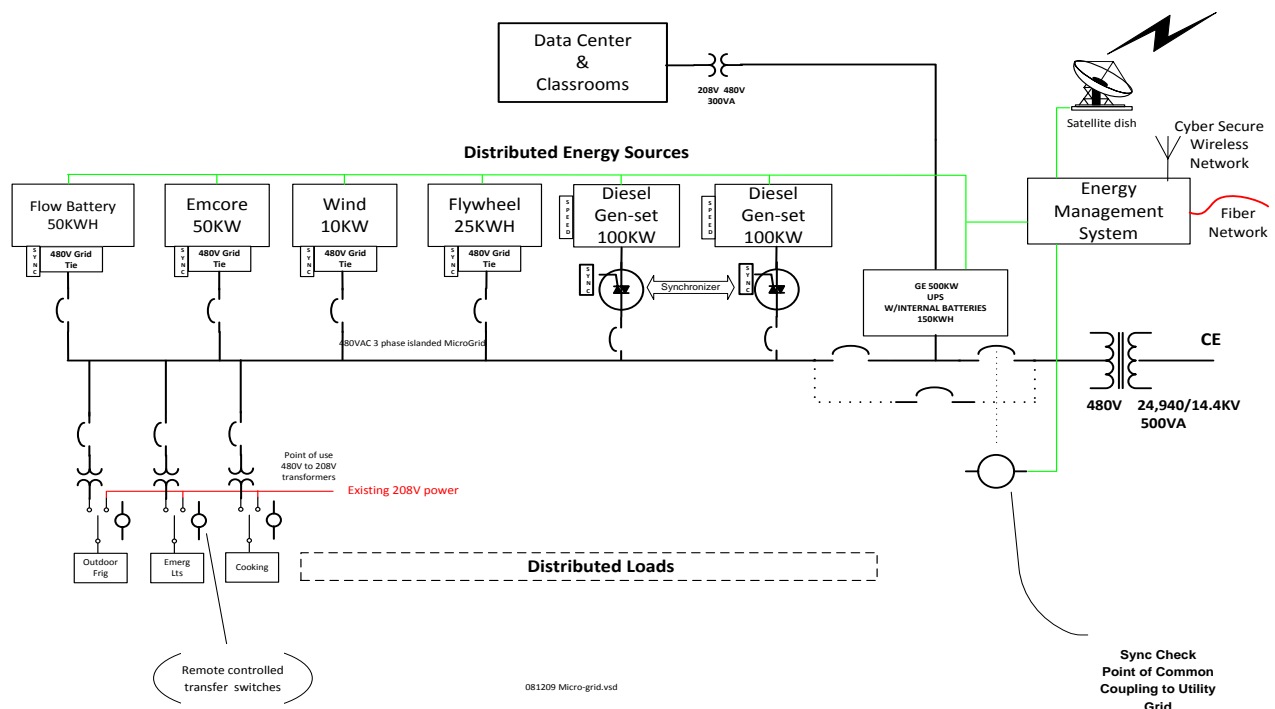 Data Center
&
Classrooms
208V 480V
300VA
Satellite dish
Cyber Secure
Wireless
Network
Distributed Energy Sources
Flow Battery
50KWH
SYNC
480V Grid
Tie
Emcore
50KW
SYNC
480V Grid
Tie
Wind
10KW
SYNC
480V Grid
Tie
Flywheel
25KWH
SYNC
480V Grid
Tie
SPEED
Diesel
Gen-set
100KW
SYNC
SPEED
Diesel
Gen-set
100KW
SYNC
Synchronizer
Energy
Management
System
Fiber
Network
GE 500KW
UPS
W/INTERNAL BATTERIES
150KWH
480VAC 3 phase islanded MicroGrid
CE
480V
24,940/14.4KV
500VA
Point of use
480V to 208V
transformers
Existing 208V power
Outdoor
Frig
Emerg
Lts
Cooking
Distributed Loads
Remote controlled
transfer switches
081209 Micro-grid.vsd
Sync Check
Point of Common
Coupling to Utility
Grid